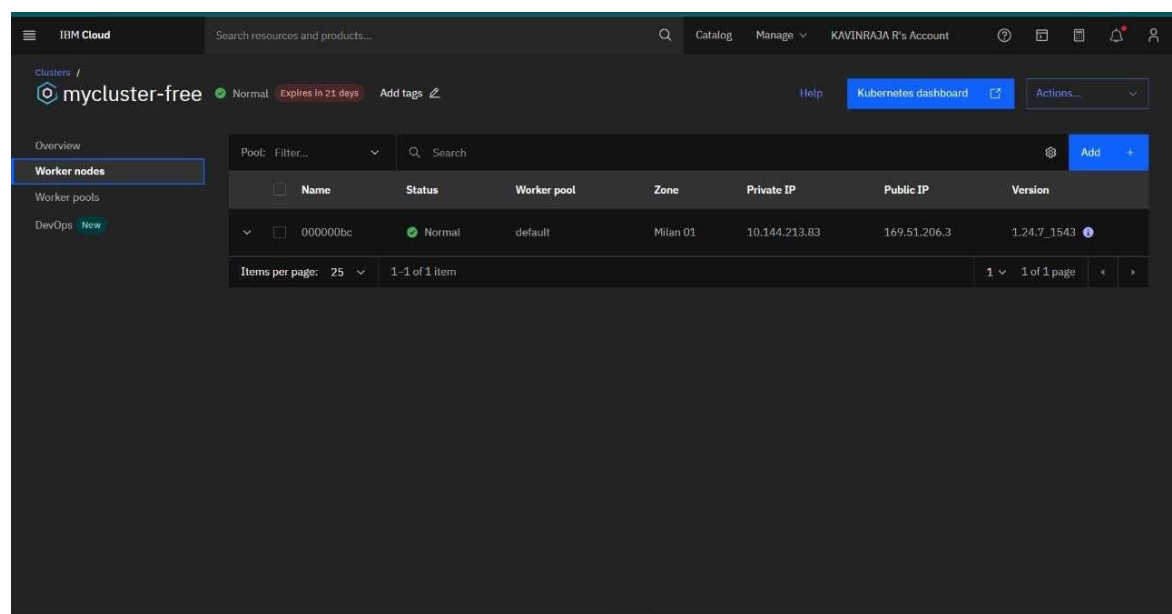 IBM Cloud Search resources and products... Catalog Manage KAVINRAJA R's Account
Clusters /
mycluster-free Normal Expires in 21 days Add tags Help Kubernetes dashboard Actions...
Overview
Worker nodes
Worker pools
DevOps New
Pool: Filter... Search Add +
Name Status Worker pool Zone Private IP Public IP Version
000000bc Normal default Milan 01 10.144.213.83 169.51.206.3 1.24.7_1543
Items per page: 25 1–1 of 1 item 1 1 of 1 page